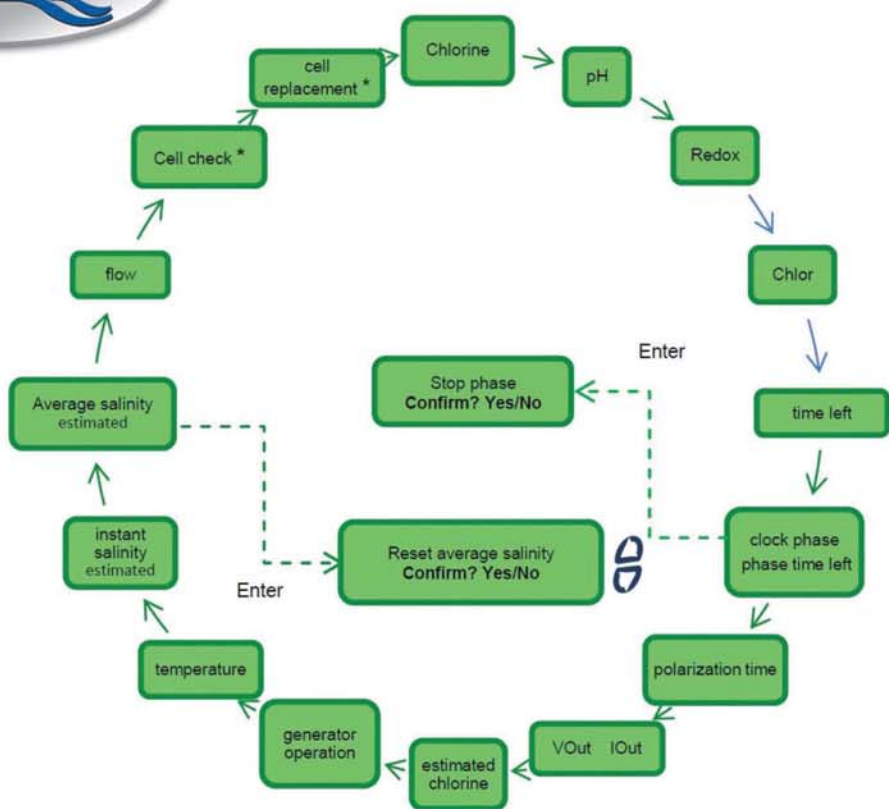 Chlorine
cell
replacement *
pH
Cell check *
Redox
flow
Chlor
Enter
Stop phase
Confirm? Yes/No
Average salinity
estimated
time left
clock phase
phase time left
Reset average salinity
Confirm? Yes/No
instant
salinity
estimated
Enter
temperature
polarization time
generator
operation
estimated
chlorine
VOut IOut